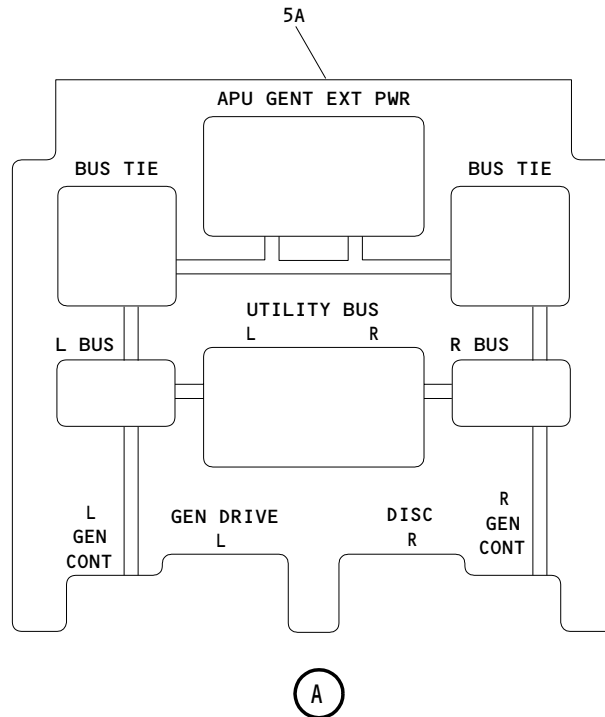 5A
APU GENT EXT PWR
BUS TIE
BUS TIE
UTILITY BUS
L R
L BUS
R BUS
L
GEN
CONT
GEN DRIVE
L
DISC
R
R
GEN
CONT
A